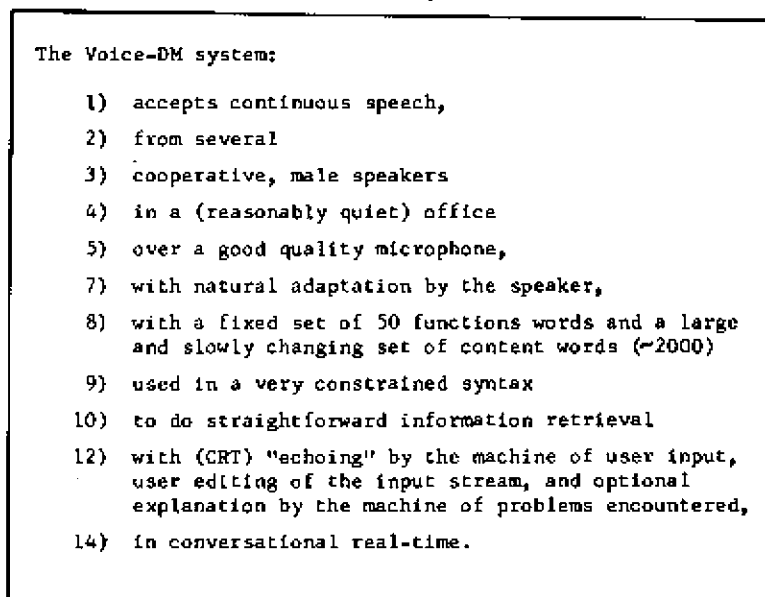 The Voice-DM system:
1) accepts continuous speech,
2) from several
3) cooperative, male speakers
4) in a (reasonably quiet) office
5) over a good quality microphone,
7) with natural adaptation by the speaker,
8) with a fixed set of 50 functions words and a large
and slowly changing set of content words (~2000)
9) used in a very constrained syntax
10) to do straightforward information retrieval
12) with (CRT) "echoing" by the machine of user input,
user editing of the input stream, and optional
explanation by the machine of problems encountered,
14) in conversational real-time.